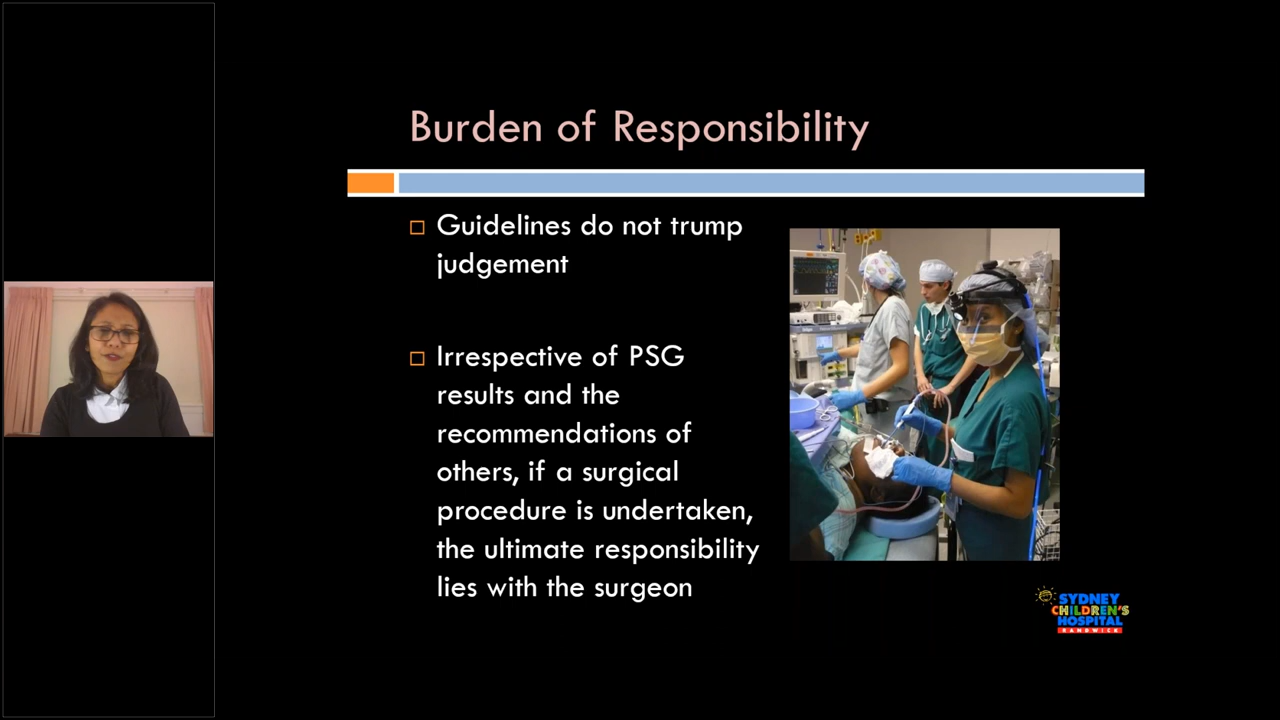 Burden of Responsibility
Guidelines do not trump
judgement
Irrespective of PSG
results and the
recommendations of
others, if a surgical
procedure is undertaken,
the ultimate responsibility
lies with the surgeon
SYDNEY
CHILDREN'S
HOSPITAL
RANDWICK